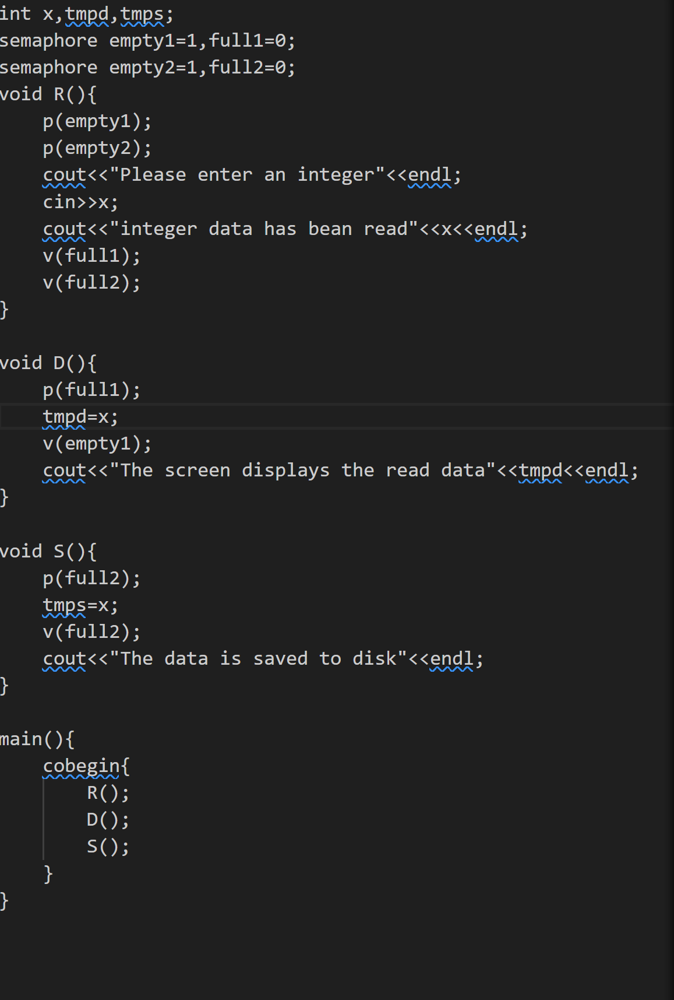 int x,tmpd,tmps;
semaphore empty1=1,full1=0;
semaphore empty2=1,full2=0;
void R(){
    p(empty1);
    p(empty2);
    cout<<"Please enter an integer"<<endl;
    cin>>x;
    cout<<"integer data has bean read"<<x<<endl;
    v(full1);
    v(full2);
}

void D(){
    p(full1);
    tmpd=x;
    v(empty1);
    cout<<"The screen displays the read data"<<tmpd<<endl;
}

void S(){
    p(full2);
    tmps=x;
    v(full2);
    cout<<"The data is saved to disk"<<endl;
}

main(){
    cobegin{
        R();
        D();
        S();
    }
}